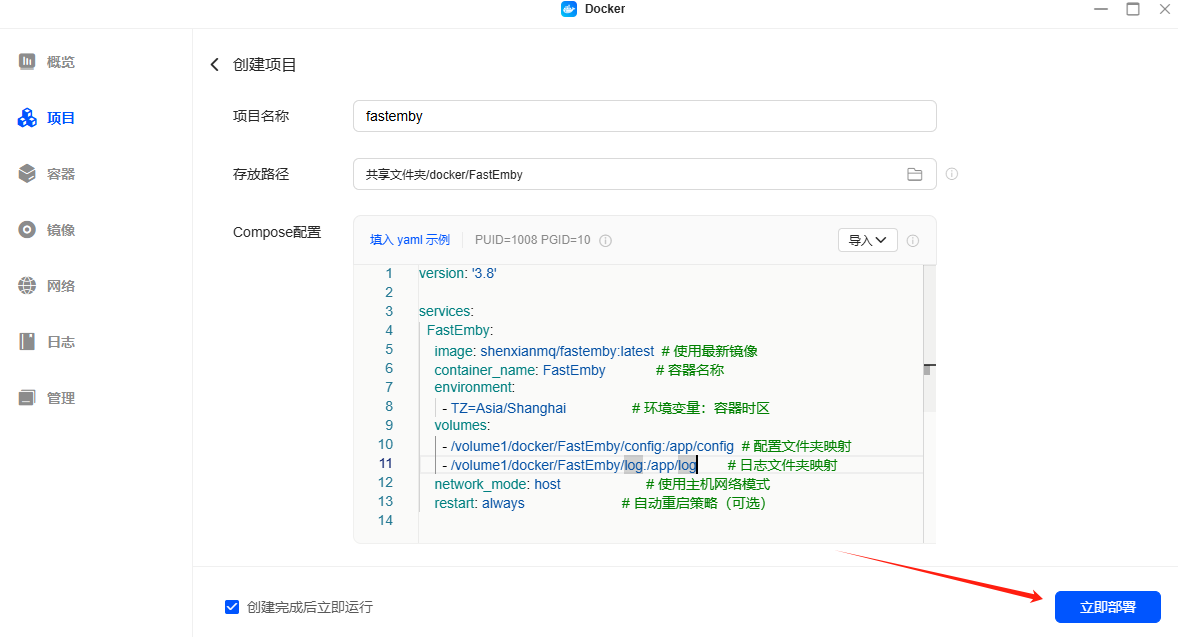 Docker
概览
项目
容器
镜像
网络
日志
管理
创建项目
项目名称
fastemby
存放路径
共享文件夹/docker/FastEmby
Compose配置
填入 yaml 示例
PUID=1008 PGID=10
导入
1 version: '3.8'
2
3 services:
4 FastEmby:
5 image: shenxianmq/fastemby:latest # 使用最新镜像
6 container_name: FastEmby # 容器名称
7 environment:
8 - TZ=Asia/Shanghai # 环境变量：容器时区
9 volumes:
10 - /volume1/docker/FastEmby/config:/app/config # 配置文件夹映射
11 - /volume1/docker/FastEmby/log:/app/log # 日志文件夹映射
12 network_mode: host # 使用主机网络模式
13 restart: always # 自动重启策略（可选）
14
创建完成后立即运行
立即部署